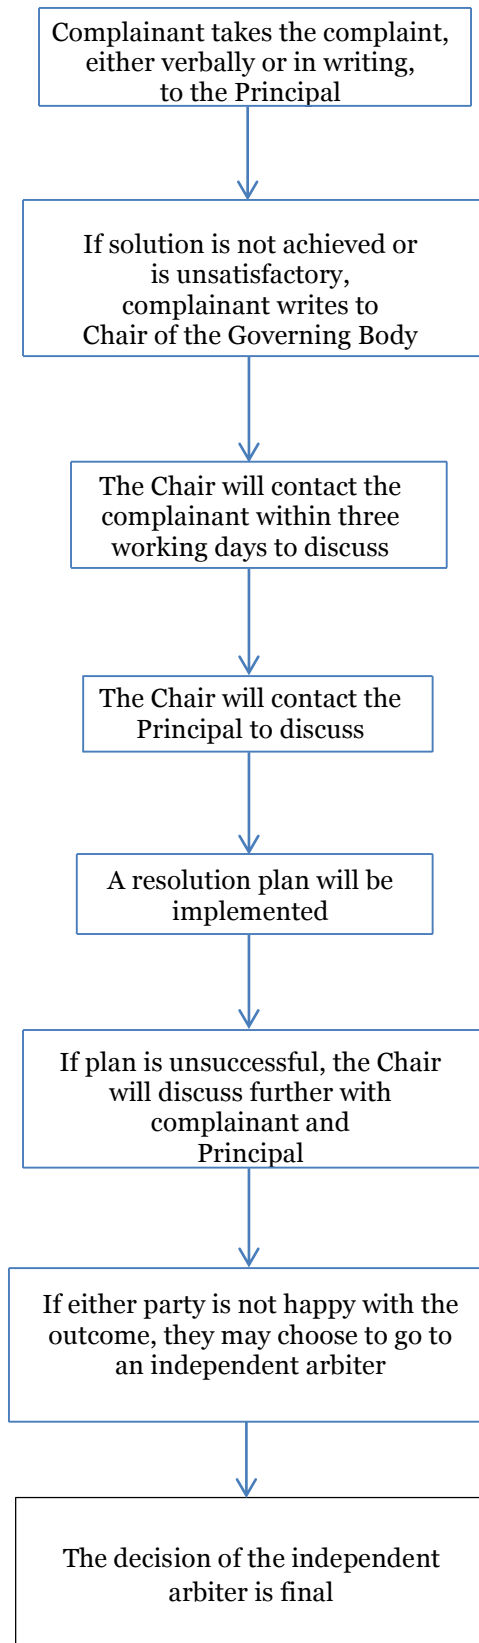 Complainant takes the complaint,
either verbally or in writing,
to the Principal
If solution is not achieved or
is unsatisfactory,
complainant writes to
Chair of the Governing Body
The Chair will contact the
complainant within three
working days to discuss
The Chair will contact the
Principal to discuss
A resolution plan will be
implemented
If plan is unsuccessful, the Chair
will discuss further with
complainant and
Principal
If either party is not happy with the
outcome, they may choose to go to
an independent arbiter
The decision of the independent
arbiter is final